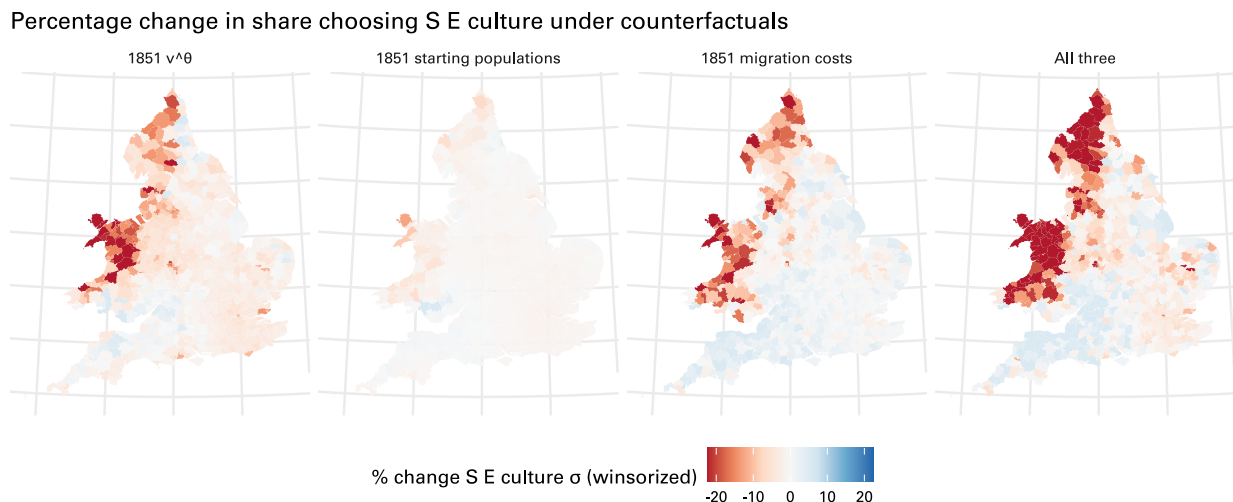 Percentage change in share choosing S E culture under counterfactuals
1851 v^θ
1851 starting populations
1851 migration costs
All three
% change S E culture σ (winsorized)
-20 -10 0 10 20